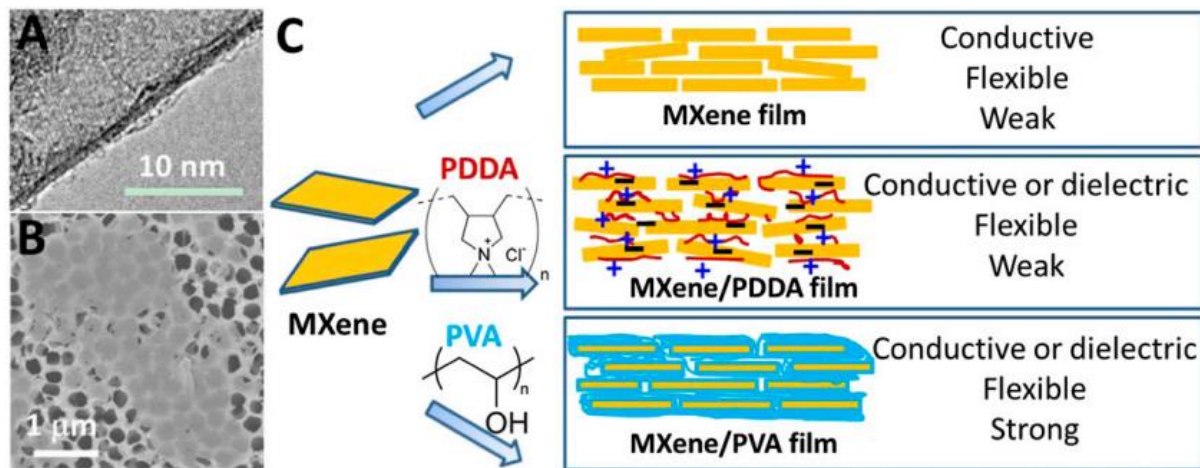 A
10 nm
B
1 µm
C
MXene
PDDA
N
+
Cl-
n
PVA
n
OH
MXene film
Conductive
Flexible
Weak
+ + +
- - -
- - -
- - -
+ + +
- - -
+ + +
MXene/PDDA film
Conductive or dielectric
Flexible
Weak
MXene/PVA film
Conductive or dielectric
Flexible
Strong